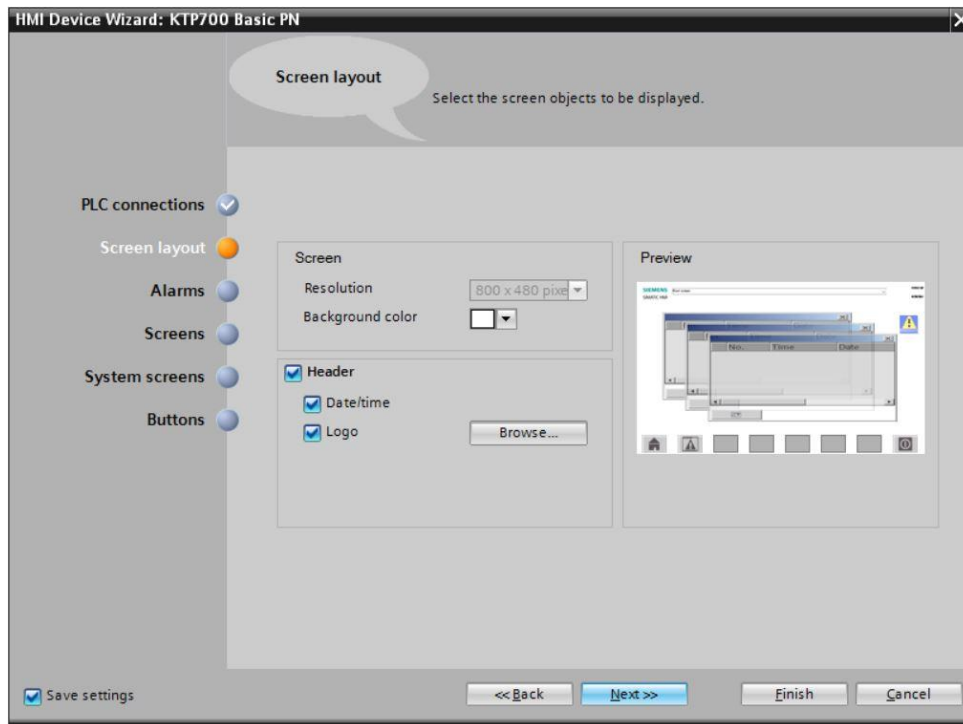 HMI Device Wizard: KTP700 Basic PN
Screen layout
Select the screen objects to be displayed.
PLC connections
Screen layout
Alarms
Screens
System screens
Buttons
Screen
Resolution
800 x 480 pixe
Background color
Header
Date/time
Logo
Browse...
Preview
SIEMENS
SIMATIC HMI
No. Time Date
Save settings
<< Back
Next >>
Finish
Cancel